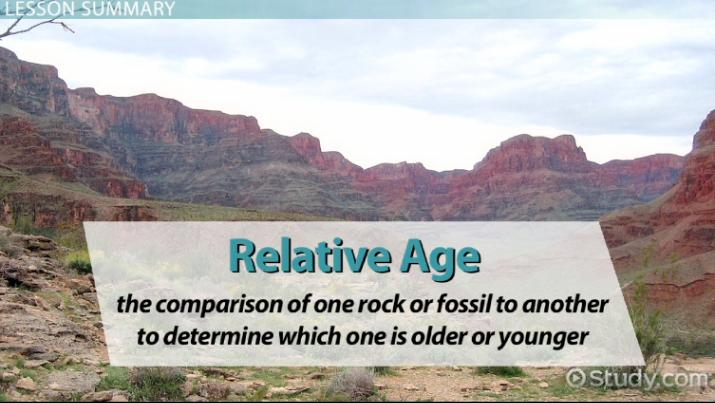 LESSON SUMMARY
Relative Age
the comparison of one rock or fossil to another
to determine which one is older or younger
Study.com